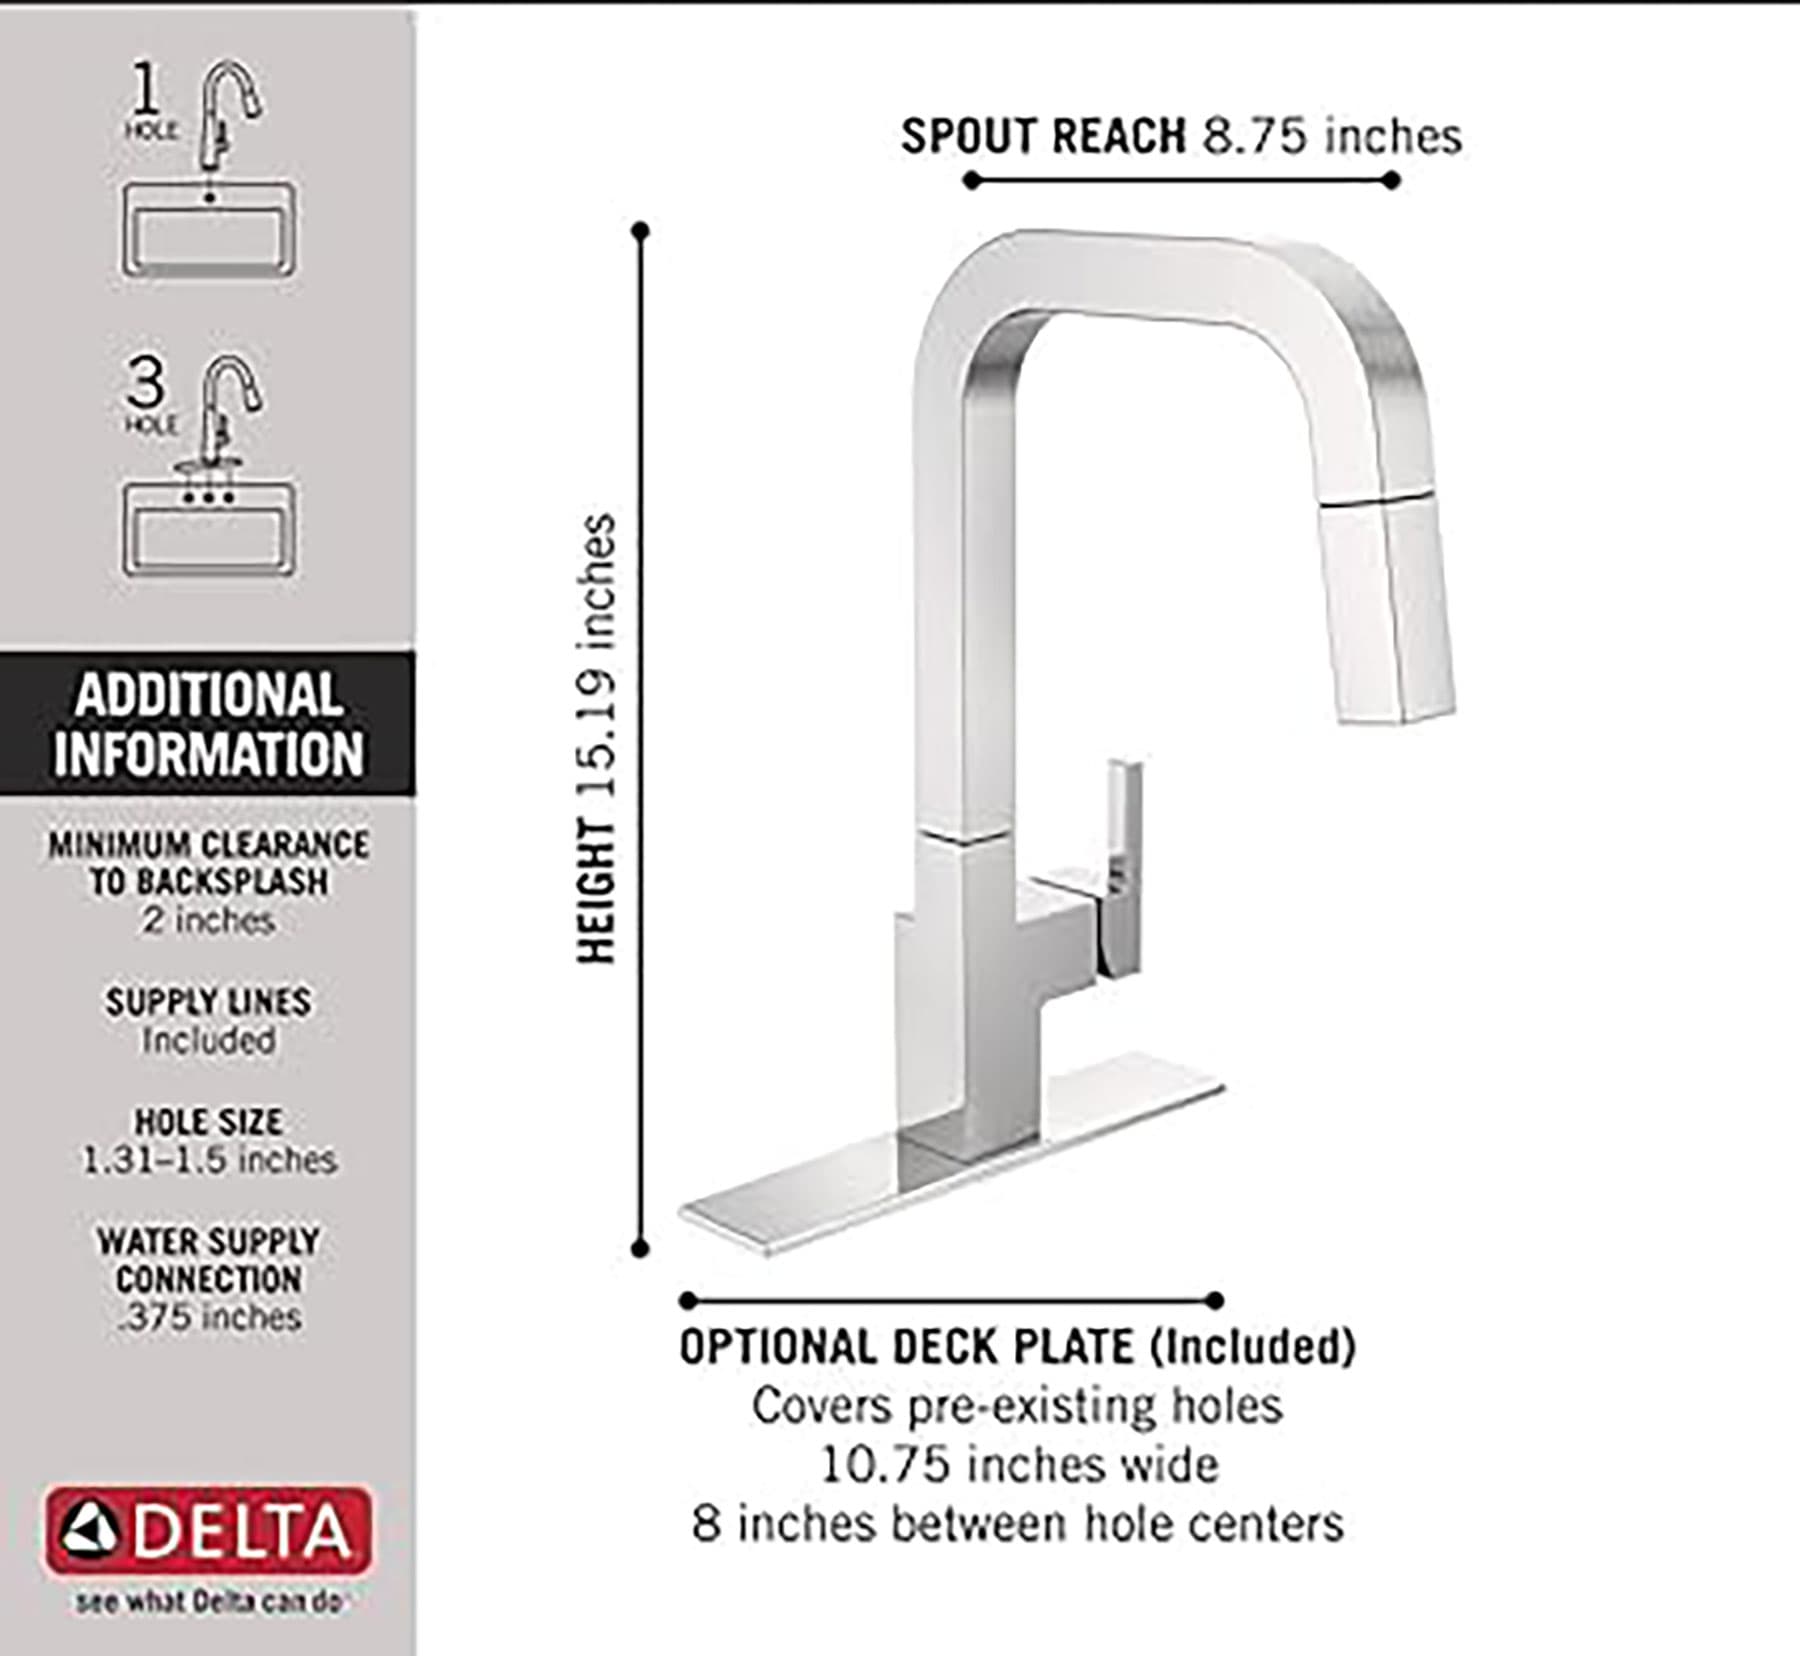 1
HOLE
3
HOLE
ADDITIONAL
INFORMATION
MINIMUM CLEARANCE
TO BACKSPLASH
2 inches
SUPPLY LINES
Included
HOLE SIZE
1.31–1.5 inches
WATER SUPPLY
CONNECTION
.375 inches
DELTA
see what Delta can do
SPOUT REACH 8.75 inches
HEIGHT 15.19 inches
OPTIONAL DECK PLATE (Included)
Covers pre-existing holes
10.75 inches wide
8 inches between hole centers